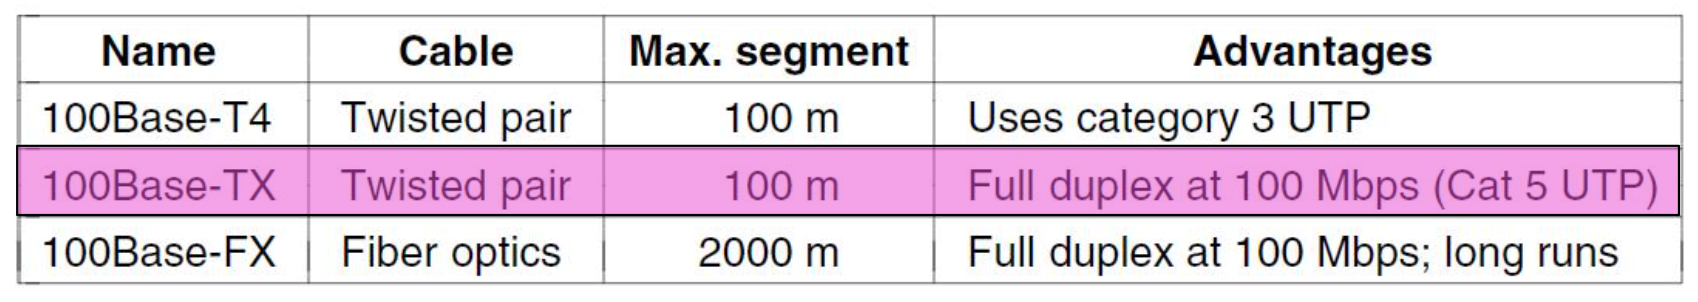 Name Cable Max. segment Advantages
100Base-T4 Twisted pair 100 m Uses category 3 UTP
100Base-TX Twisted pair 100 m Full duplex at 100 Mbps (Cat 5 UTP)
100Base-FX Fiber optics 2000 m Full duplex at 100 Mbps; long runs